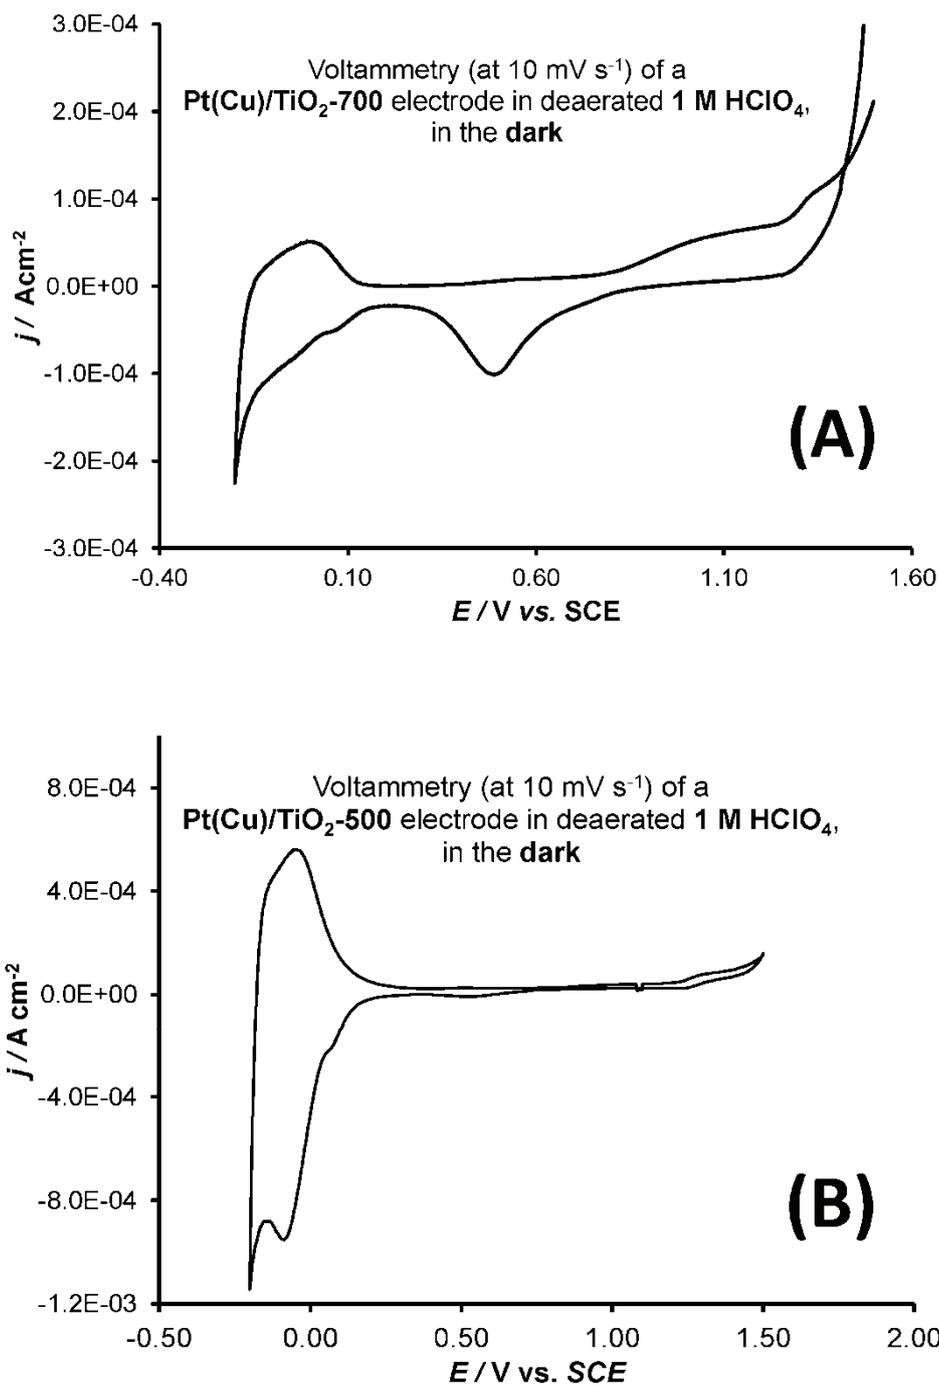 3.0E-04
Voltammetry (at 10 mV s⁻¹) of a
Pt(Cu)/TiO₂-700 electrode in deaerated 1 M HClO₄,
in the dark
2.0E-04
1.0E-04
0.0E+00
-1.0E-04
-2.0E-04
-3.0E-04
j / Acm⁻²
(A)
-0.40 0.10 0.60 1.10 1.60
E / V vs. SCE
Voltammetry (at 10 mV s⁻¹) of a
Pt(Cu)/TiO₂-500 electrode in deaerated 1 M HClO₄,
in the dark
8.0E-04
4.0E-04
0.0E+00
-4.0E-04
-8.0E-04
-1.2E-03
j / A cm⁻²
(B)
-0.50 0.00 0.50 1.00 1.50 2.00
E / V vs. SCE